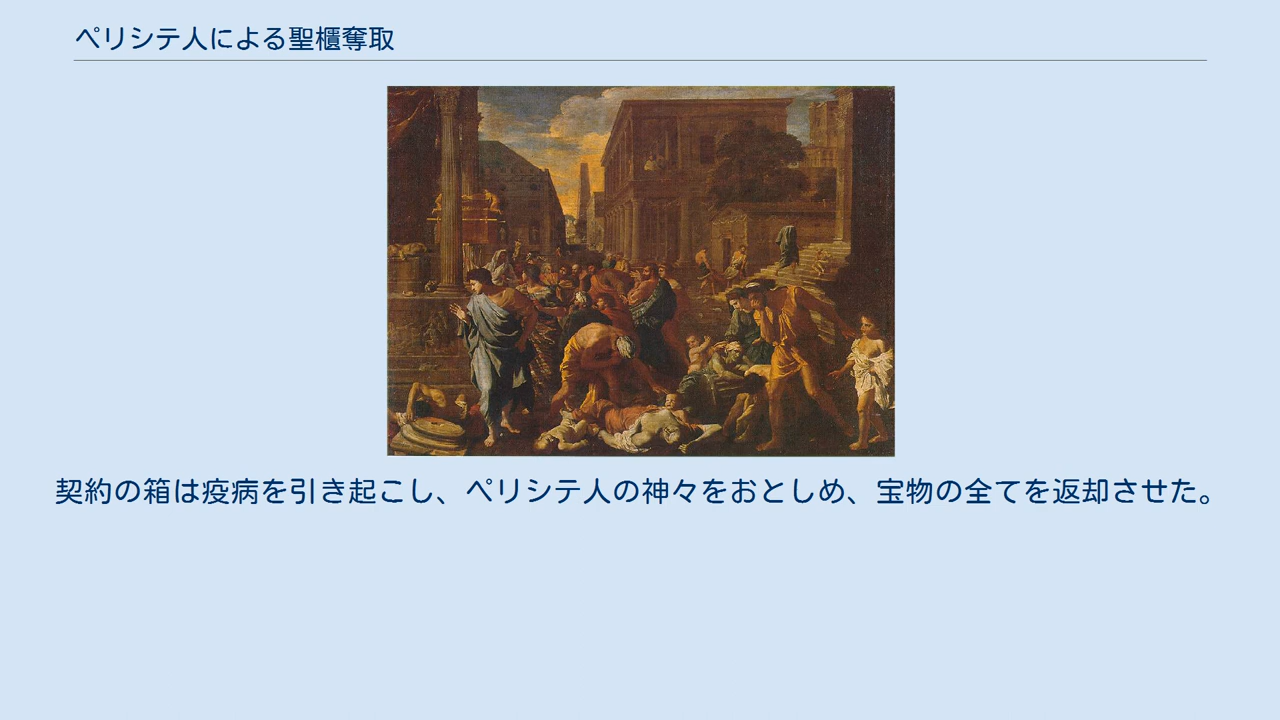 ペリシテ人による聖櫃奪取
契約の箱は疫病を引き起こし、ペリシテ人の神々をおとしめ、宝物の全てを返却させた。